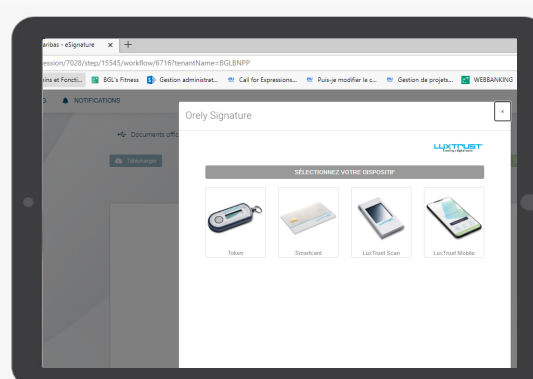 aribas - eSignature × +
ession/7028/step/15545/workflow/6716?tenantName=BGLBNPP
ins et Foncti... BGL's Fitness Gestion administrat... Call for Expressions... Puis-je modifier le c... Gestion de projets... WEBBANKING
NOTIFICATIONS
Orely Signature
×
Documents offic
LUXTRUST
Télécharger
SÉLECTIONNEZ VOTRE DISPOSITIF
Token Smartcard LuxTrust Scan LuxTrust Mobile